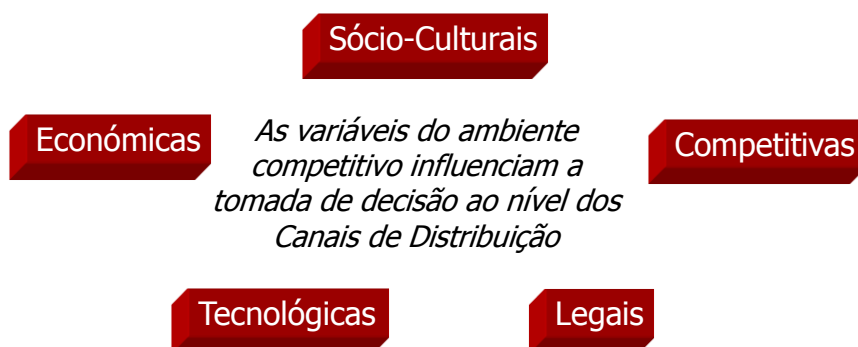 Sócio-Culturais
Económicas
As variáveis do ambiente
competitivo influenciam a
tomada de decisão ao nível dos
Canais de Distribuição
Competitivas
Tecnológicas
Legais